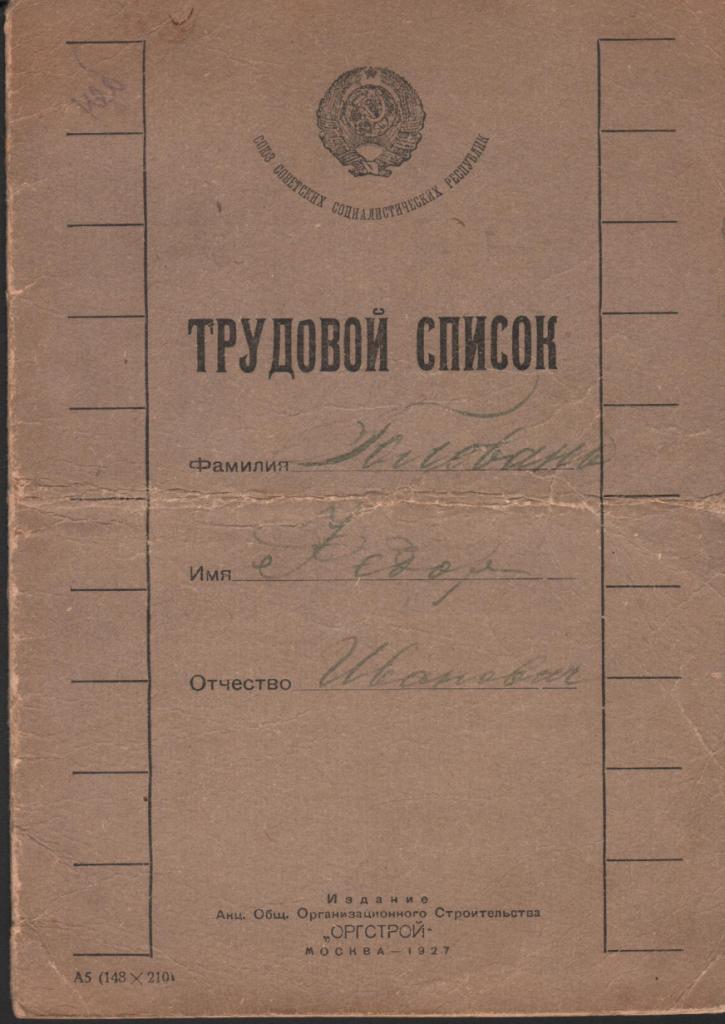 СОЮЗ СОВЕТСКИХ СОЦИАЛИСТИЧЕСКИХ РЕСПУБЛИК
ТРУДОВОЙ СПИСОК
Фамилия
Имя Федор
Отчество Иванович
Издание
Акц. Общ. Организационного Строительства
„ОРГСТРОЙ“
МОСКВА—1927
А5 (148 × 210)